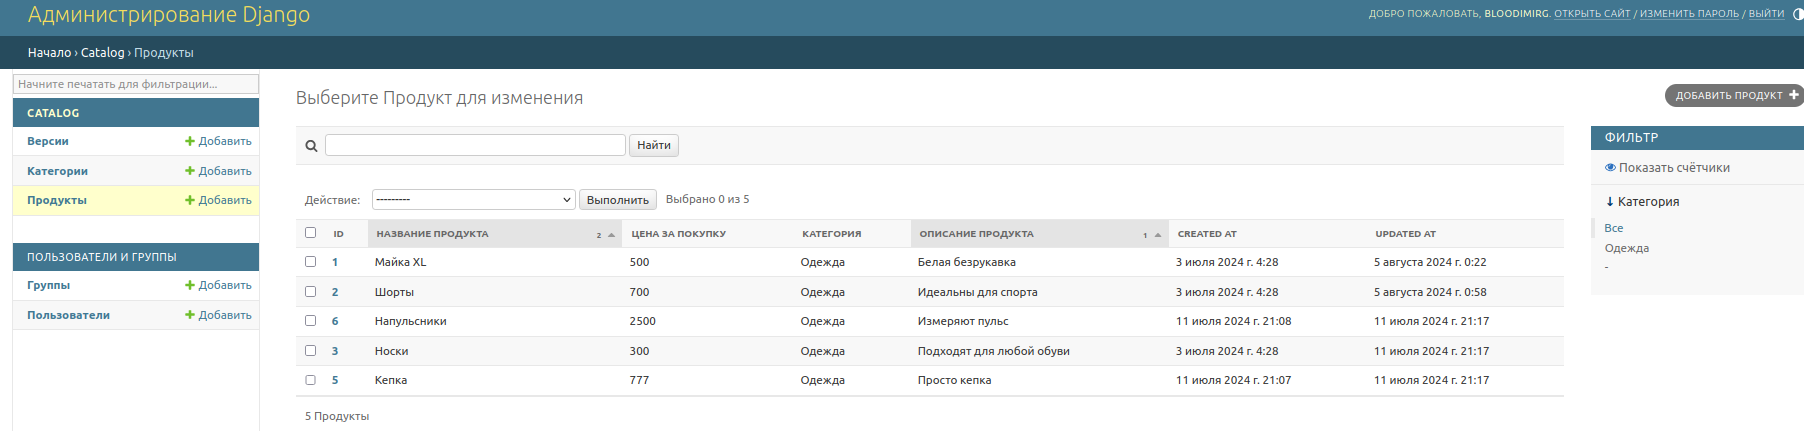 Администрирование Django
ДОБРО ПОЖАЛОВАТЬ, BLOODIMIRG. ОТКРЫТЬ САЙТ / ИЗМЕНИТЬ ПАРОЛЬ / ВЫЙТИ
Начало › Catalog › Продукты
Начните печатать для фильтрации...
CATALOG
Версии Добавить
Категории Добавить
Продукты Добавить
ПОЛЬЗОВАТЕЛИ И ГРУППЫ
Группы Добавить
Пользователи Добавить
Выберите Продукт для изменения
ДОБАВИТЬ ПРОДУКТ
Найти
Действие: --------- Выполнить Выбрано 0 из 5
ID НАЗВАНИЕ ПРОДУКТА 2 ЦЕНА ЗА ПОКУПКУ КАТЕГОРИЯ ОПИСАНИЕ ПРОДУКТА 1 CREATED AT UPDATED AT
1 Майка XL 500 Одежда Белая безрукавка 3 июля 2024 г. 4:28 5 августа 2024 г. 0:22
2 Шорты 700 Одежда Идеальны для спорта 3 июля 2024 г. 4:28 5 августа 2024 г. 0:58
6 Напульсники 2500 Одежда Измеряют пульс 11 июля 2024 г. 21:08 11 июля 2024 г. 21:17
3 Носки 300 Одежда Подходят для любой обуви 3 июля 2024 г. 4:28 11 июля 2024 г. 21:17
5 Кепка 777 Одежда Просто кепка 11 июля 2024 г. 21:07 11 июля 2024 г. 21:17
5 Продукты
ФИЛЬТР
Показать счётчики
↓ Категория
Все
Одежда
-